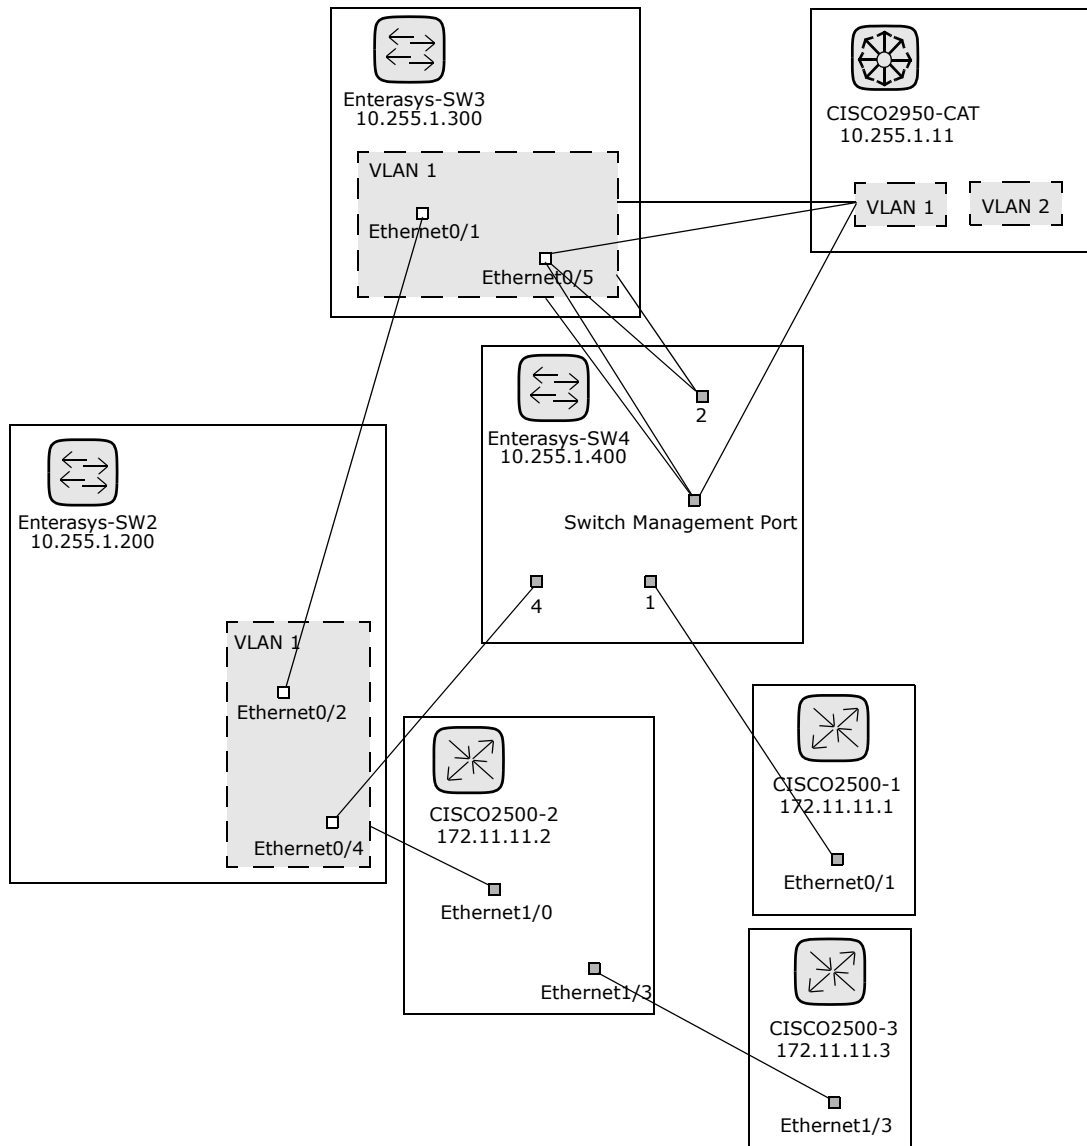 Enterasys-SW3
10.255.1.300
VLAN 1
Ethernet0/1
Ethernet0/5
CISCO2950-CAT
10.255.1.11
VLAN 1
VLAN 2
Enterasys-SW4
10.255.1.400
2
Switch Management Port
4
1
Enterasys-SW2
10.255.1.200
VLAN 1
Ethernet0/2
Ethernet0/4
CISCO2500-2
172.11.11.2
Ethernet1/0
Ethernet1/3
CISCO2500-1
172.11.11.1
Ethernet0/1
CISCO2500-3
172.11.11.3
Ethernet1/3